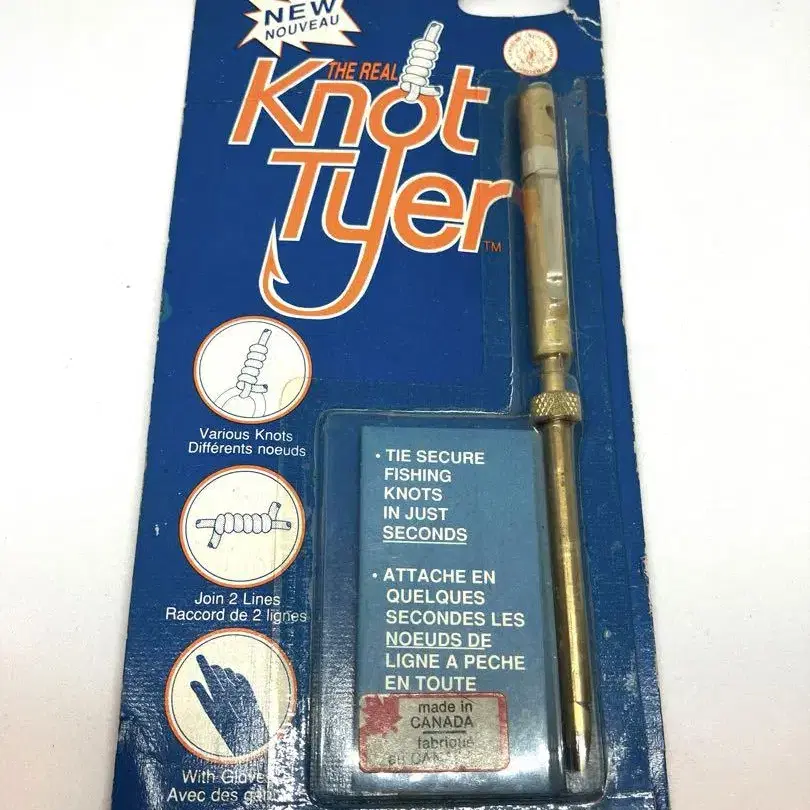 NEW
NOUVEAU
THE REAL
Knot
Tyer
TM
Various Knots
Différents noeuds
Join 2 Lines
Raccord de 2 lignes
With
Avec des
• TIE SECURE
FISHING
KNOTS
IN JUST
SECONDS
• ATTACHE EN
QUELQUES
SECONDES LES
NOEUDS DE
LIGNE A PECHE
EN TOUTE
made in
CANADA
fabriqué